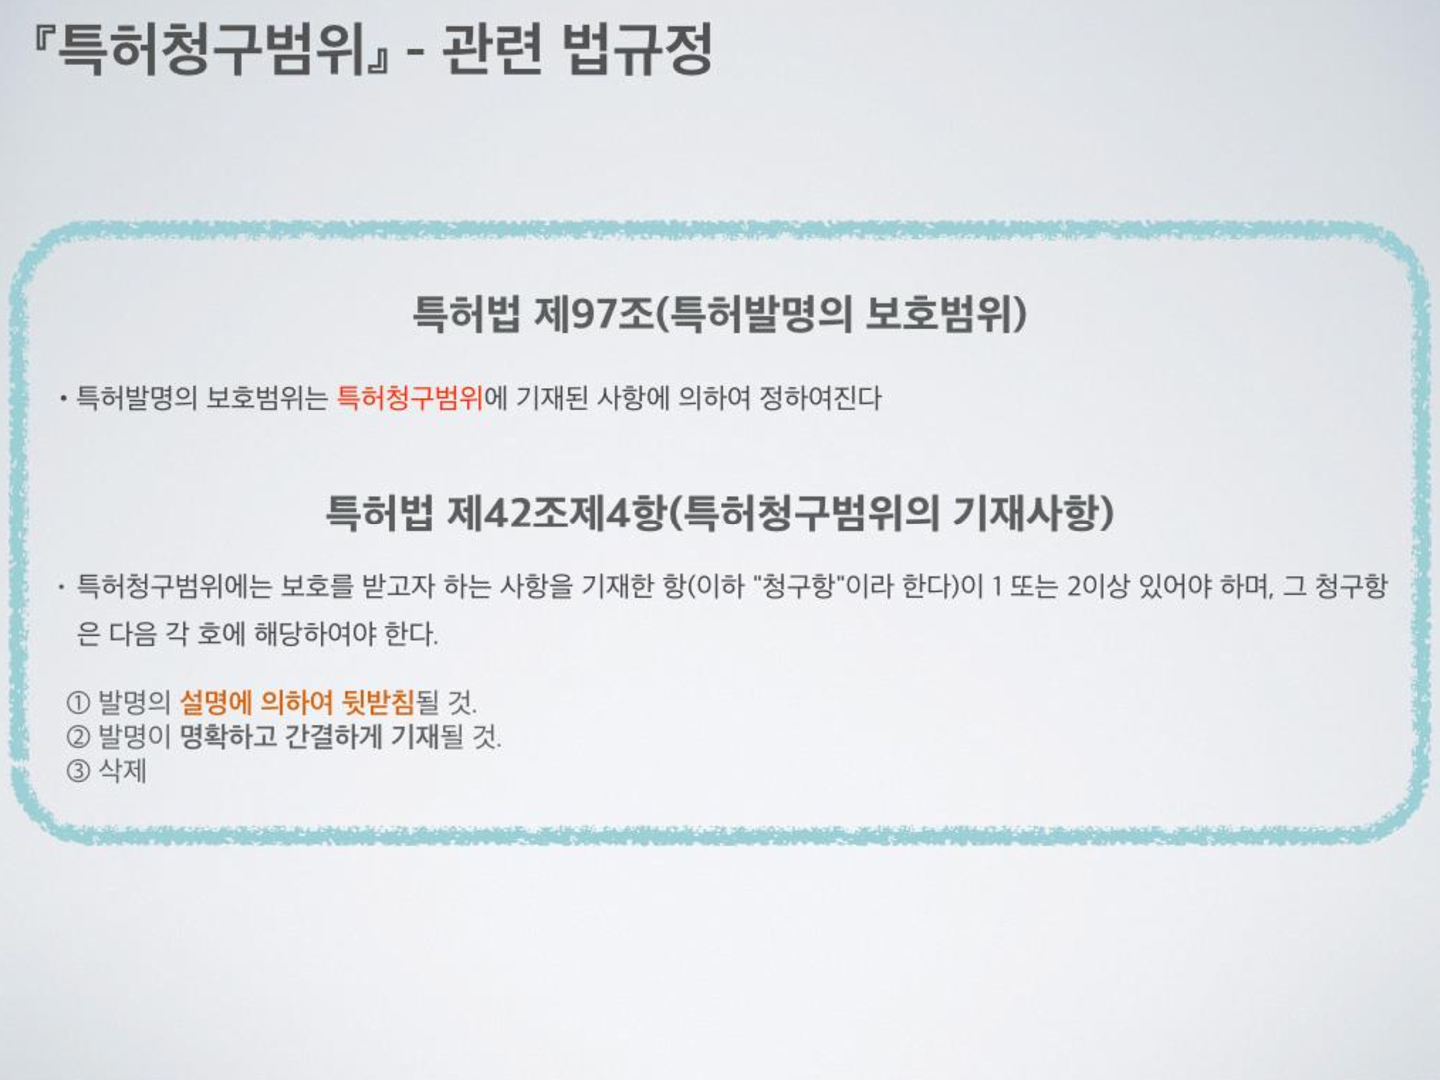 『특허청구범위』 - 관련 법규정
특허법 제97조(특허발명의 보호범위)
• 특허발명의 보호범위는 특허청구범위에 기재된 사항에 의하여 정하여진다
특허법 제42조제4항(특허청구범위의 기재사항)
• 특허청구범위에는 보호를 받고자 하는 사항을 기재한 항(이하 "청구항"이라 한다)이 1 또는 2이상 있어야 하며, 그 청구항
은 다음 각 호에 해당하여야 한다.
① 발명의 설명에 의하여 뒷받침될 것.
② 발명이 명확하고 간결하게 기재될 것.
③ 삭제